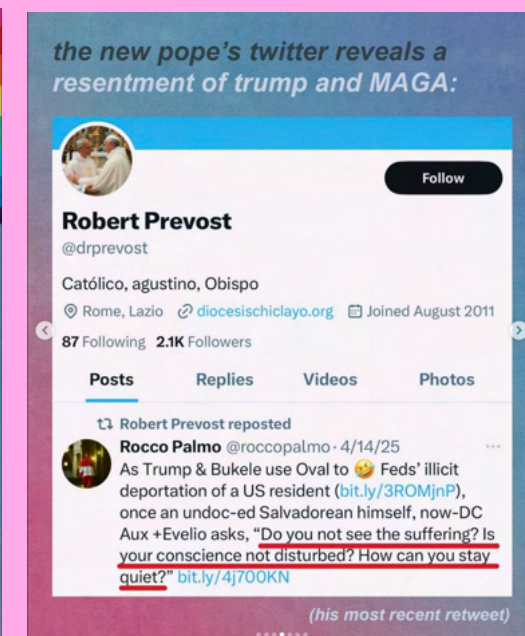 the new pope's twitter reveals a
resentment of trump and MAGA:
Follow
Robert Prevost
@drprevost
Católico, agustino, Obispo
Rome, Lazio diocesischiclayo.org Joined August 2011
87 Following 2.1K Followers
Posts Replies Videos Photos
Robert Prevost reposted
Rocco Palmo @roccopalmo · 4/14/25
As Trump & Bukele use Oval to 🤣 Feds' illicit
deportation of a US resident (bit.ly/3ROMjnP),
once an undoc-ed Salvadorean himself, now-DC
Aux +Evelio asks, "Do you not see the suffering? Is
your conscience not disturbed? How can you stay
quiet?" bit.ly/4j700KN
(his most recent retweet)